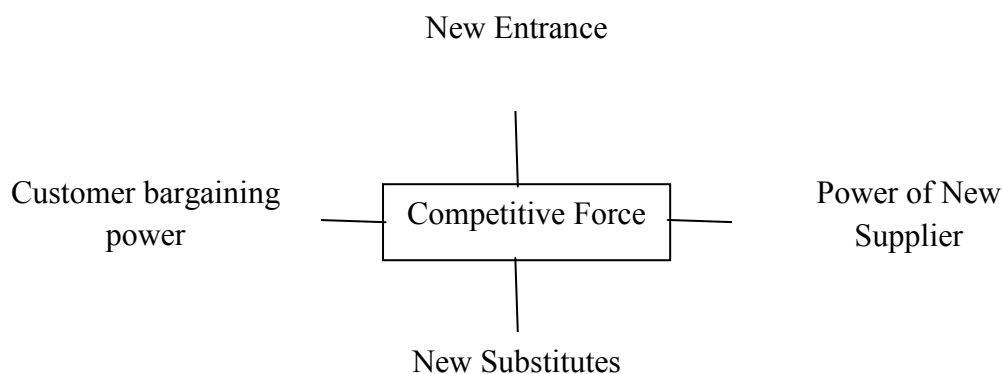 New Entrance
Customer bargaining
power
Competitive Force
Power of New
Supplier
New Substitutes